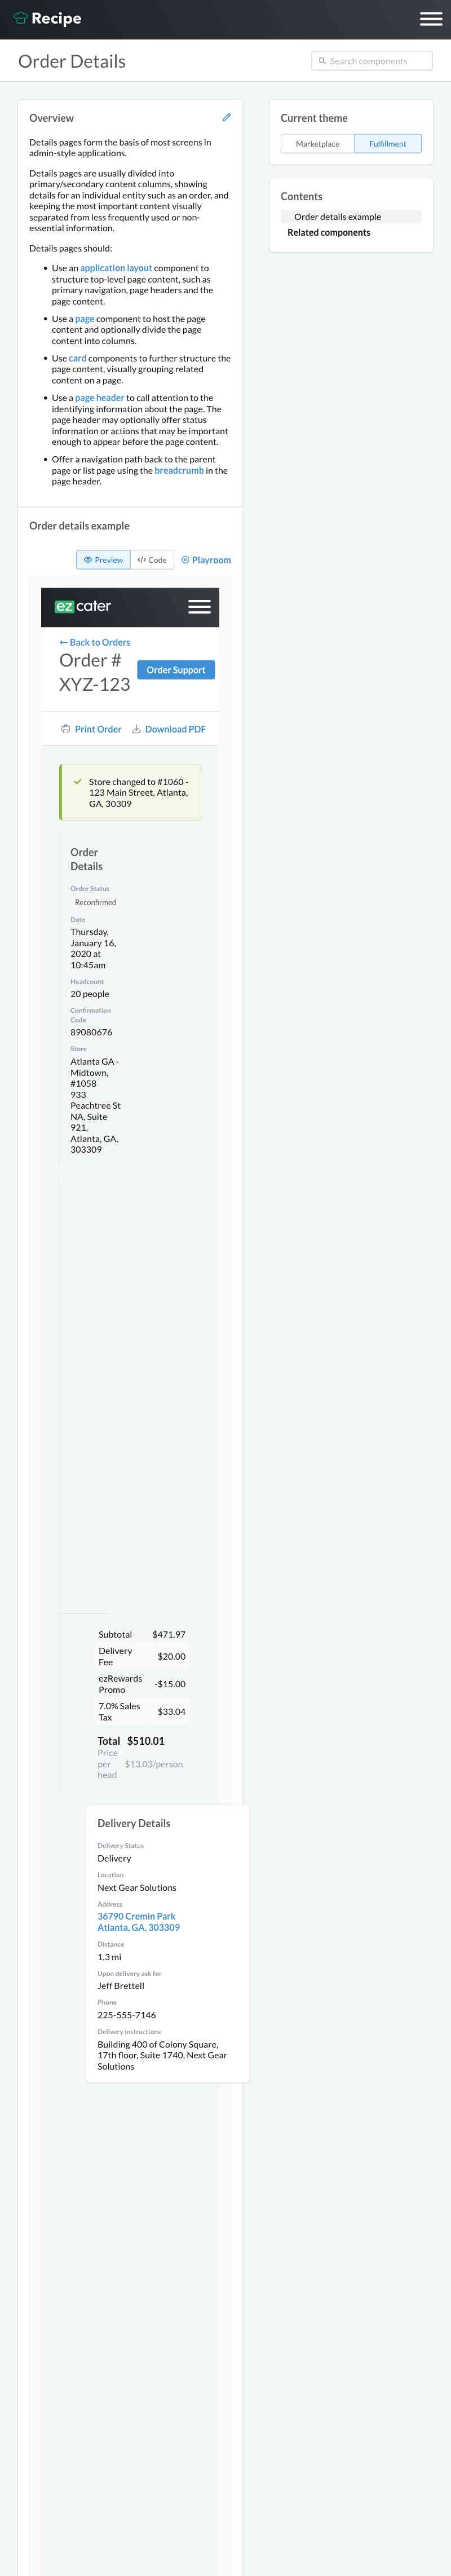 Recipe
Order Details
Search components
Overview
Details pages form the basis of most screens in
admin-style applications.
Details pages are usually divided into
primary/secondary content columns, showing
details for an individual entity such as an order, and
keeping the most important content visually
separated from less frequently used or non-
essential information.
Details pages should:
Use an application layout component to
structure top-level page content, such as
primary navigation, page headers and the
page content.
Use a page component to host the page
content and optionally divide the page
content into columns.
Use card components to further structure the
page content, visually grouping related
content on a page.
Use a page header to call attention to the
identifying information about the page. The
page header may optionally offer status
information or actions that may be important
enough to appear before the page content.
Offer a navigation path back to the parent
page or list page using the breadcrumb in the
page header.
Current theme
Marketplace
Fulfillment
Contents
Order details example
Related components
Order details example
Preview
Code
Playroom
ezcater
Back to Orders
Order #
XYZ-123
Order Support
Print Order
Download PDF
Store changed to #1060 -
123 Main Street, Atlanta,
GA, 30309
Order
Details
Order Status
Reconfirmed
Date
Thursday,
January 16,
2020 at
10:45am
Headcount
20 people
Confirmation
Code
89080676
Store
Atlanta GA -
Midtown,
#1058
933
Peachtree St
NA, Suite
921,
Atlanta, GA,
303309
Subtotal $471.97
Delivery
Fee $20.00
ezRewards
Promo -$15.00
7.0% Sales
Tax $33.04
Total $510.01
Price
per
head $13.03/person
Delivery Details
Delivery Status
Delivery
Location
Next Gear Solutions
Address
36790 Cremin Park
Atlanta, GA, 303309
Distance
1.3 mi
Upon delivery ask for
Jeff Brettell
Phone
225-555-7146
Delivery instructions
Building 400 of Colony Square,
17th floor, Suite 1740, Next Gear
Solutions